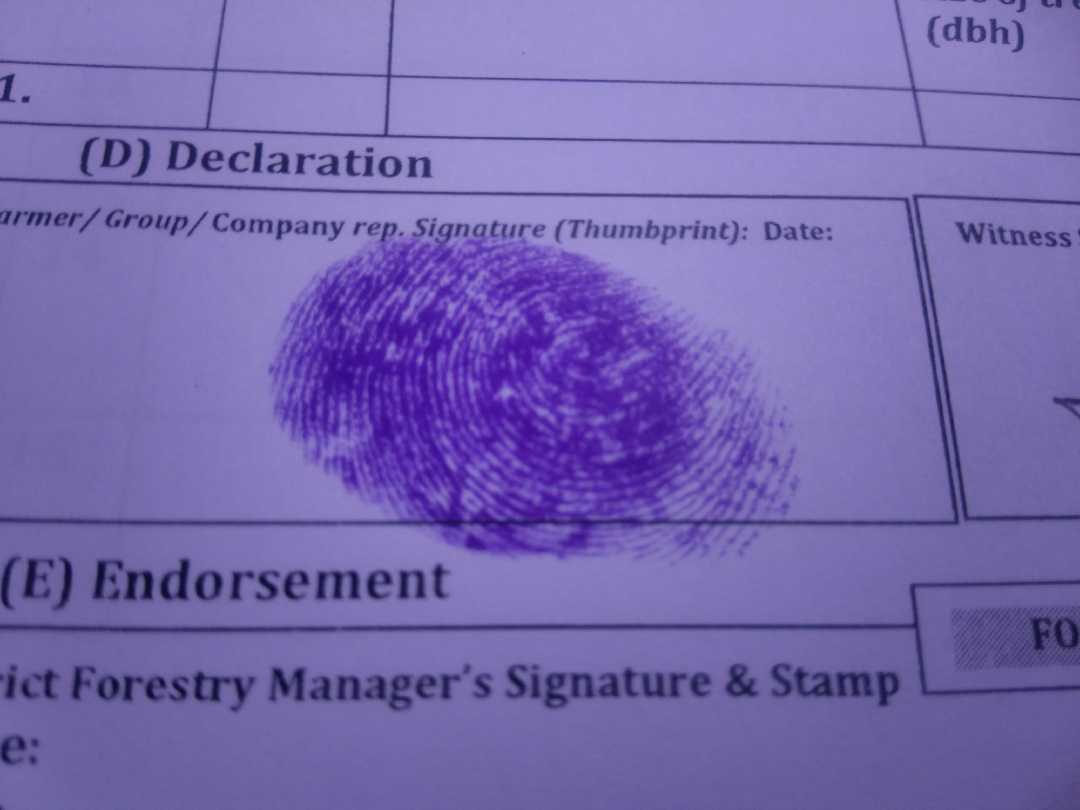 (dbh)
1.
(D) Declaration
armer/ Group/ Company rep. Signature (Thumbprint): Date:
Witness
(E) Endorsement
FO
rict Forestry Manager's Signature & Stamp
e: